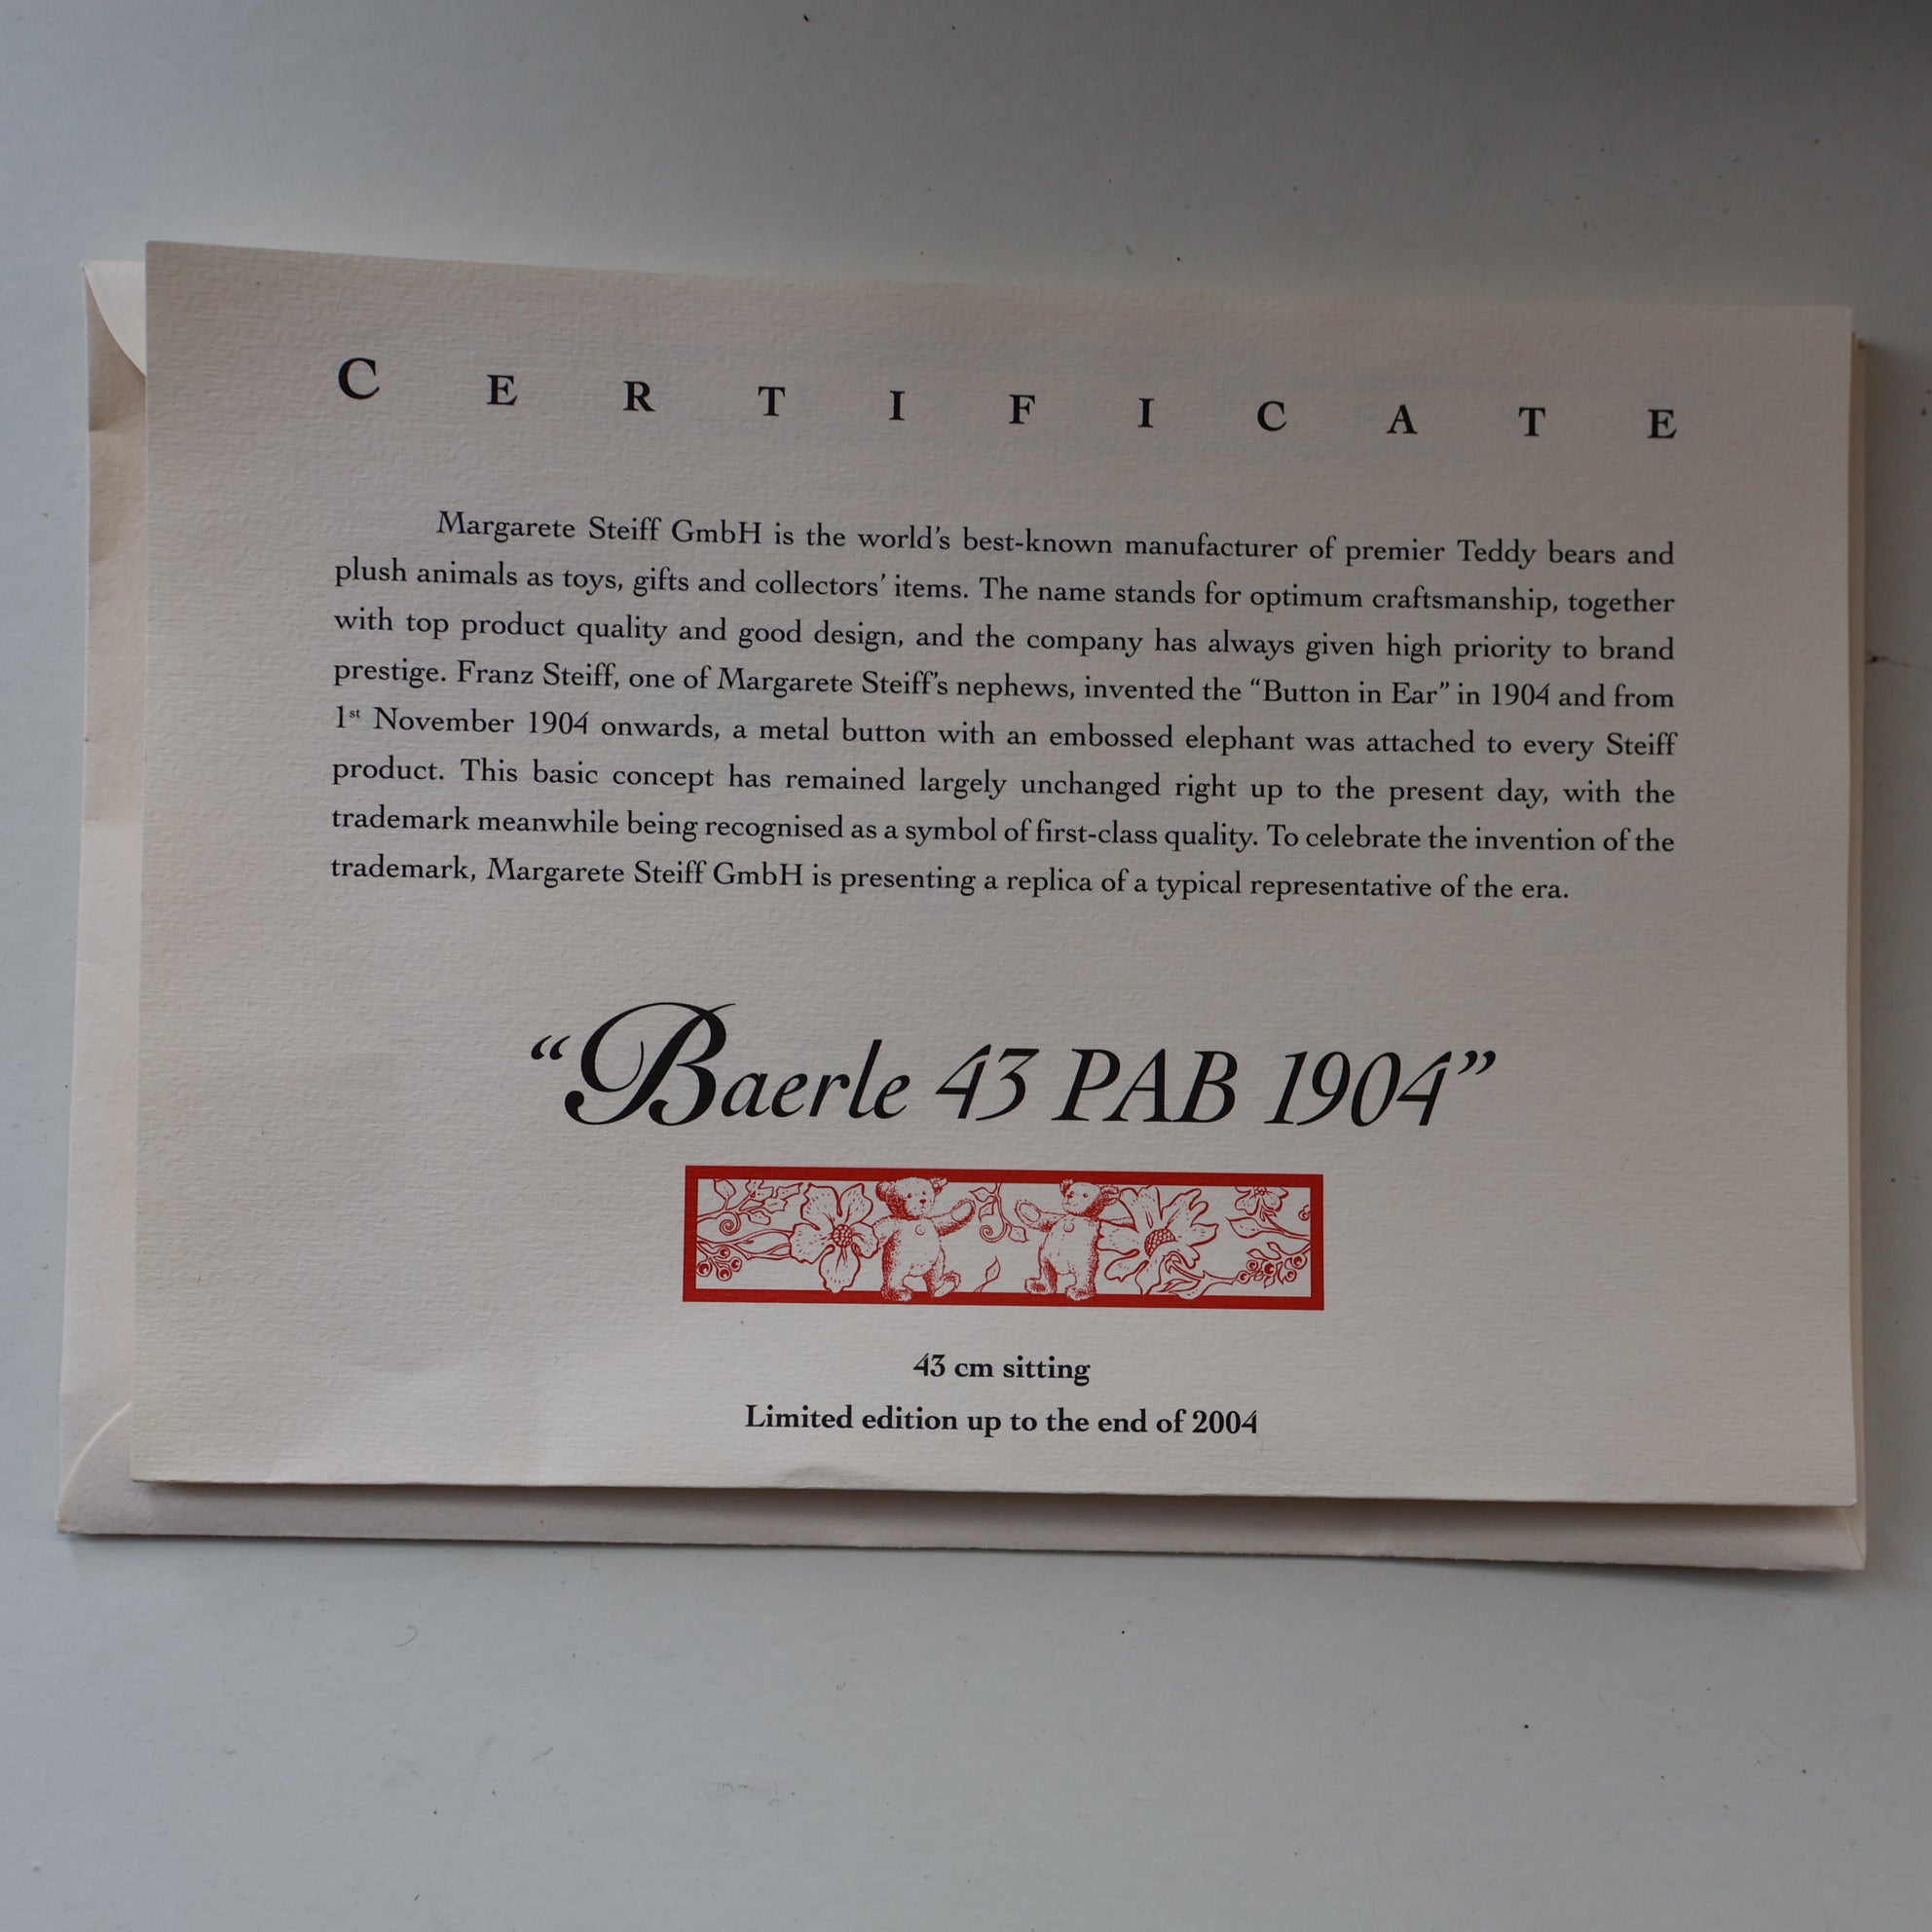 C E R T I F I C A T E
Margarete Steiff GmbH is the world’s best-known manufacturer of premier Teddy bears and
plush animals as toys, gifts and collectors’ items. The name stands for optimum craftsmanship, together
with top product quality and good design, and the company has always given high priority to brand
prestige. Franz Steiff, one of Margarete Steiff’s nephews, invented the “Button in Ear” in 1904 and from
1st November 1904 onwards, a metal button with an embossed elephant was attached to every Steiff
product. This basic concept has remained largely unchanged right up to the present day, with the
trademark meanwhile being recognised as a symbol of first-class quality. To celebrate the invention of the
trademark, Margarete Steiff GmbH is presenting a replica of a typical representative of the era.
“Baerle 43 PAB 1904”
43 cm sitting
Limited edition up to the end of 2004